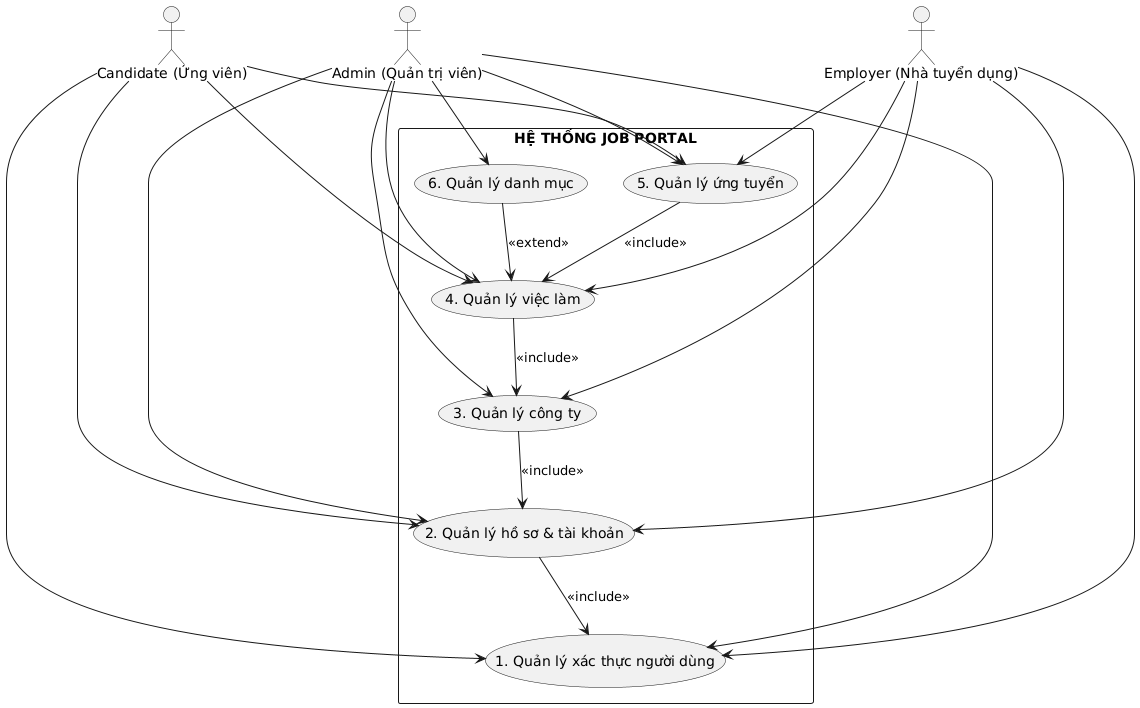 Candidate (Ứng viên)
Admin (Quản trị viên)
Employer (Nhà tuyển dụng)
HỆ THỐNG JOB PORTAL
6. Quản lý danh mục
5. Quản lý ứng tuyển
«extend»
«include»
4. Quản lý việc làm
«include»
3. Quản lý công ty
«include»
2. Quản lý hồ sơ & tài khoản
«include»
1. Quản lý xác thực người dùng